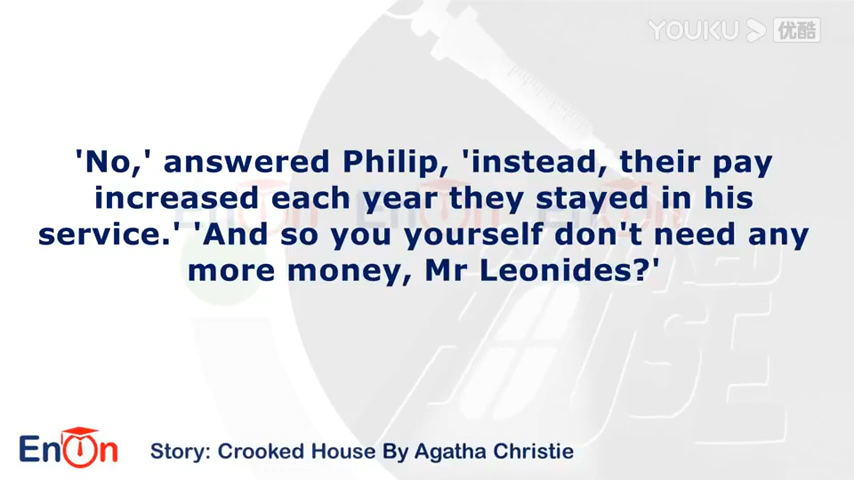 YOUKU 优酷
'No,' answered Philip, 'instead, their pay
increased each year they stayed in his
service.' 'And so you yourself don't need any
more money, Mr Leonides?'
HOUSE
EnOn
Story: Crooked House By Agatha Christie